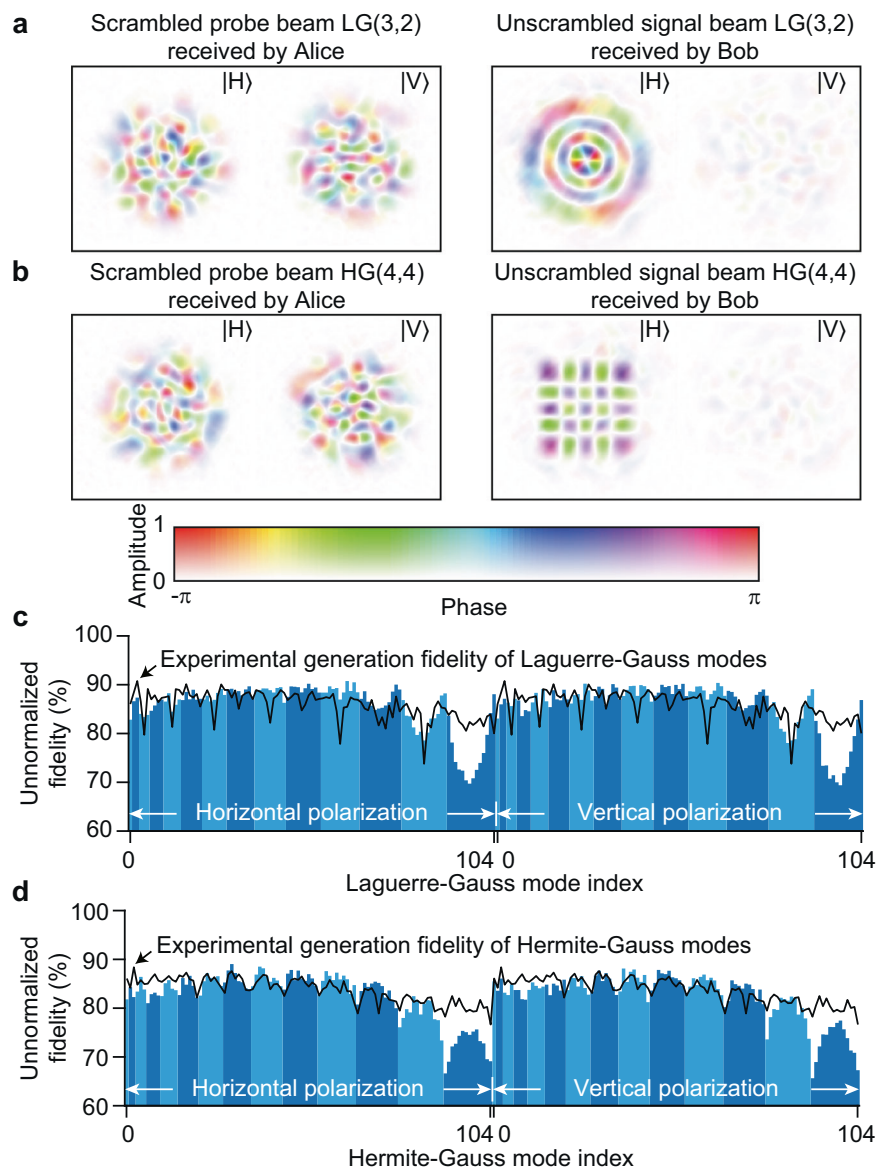 a
Scrambled probe beam LG(3,2)
received by Alice
Unscrambled signal beam LG(3,2)
received by Bob
|H⟩
|V⟩
|H⟩
|V⟩
b
Scrambled probe beam HG(4,4)
received by Alice
Unscrambled signal beam HG(4,4)
received by Bob
|H⟩
|V⟩
|H⟩
|V⟩
Amplitude
1
0
-π
Phase
π
c
Unnormalized
fidelity (%)
100
90
80
70
60
Experimental generation fidelity of Laguerre-Gauss modes
Horizontal polarization
Vertical polarization
0
104
0
104
Laguerre-Gauss mode index
d
Unnormalized
fidelity (%)
100
90
80
70
60
Experimental generation fidelity of Hermite-Gauss modes
Horizontal polarization
Vertical polarization
0
104
0
104
Hermite-Gauss mode index